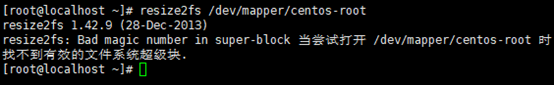 [root@localhost ~]# resize2fs /dev/mapper/centos-root
resize2fs 1.42.9 (28-Dec-2013)
resize2fs: Bad magic number in super-block 当尝试打开 /dev/mapper/centos-root 时
找不到有效的文件系统超级块.
[root@localhost ~]#